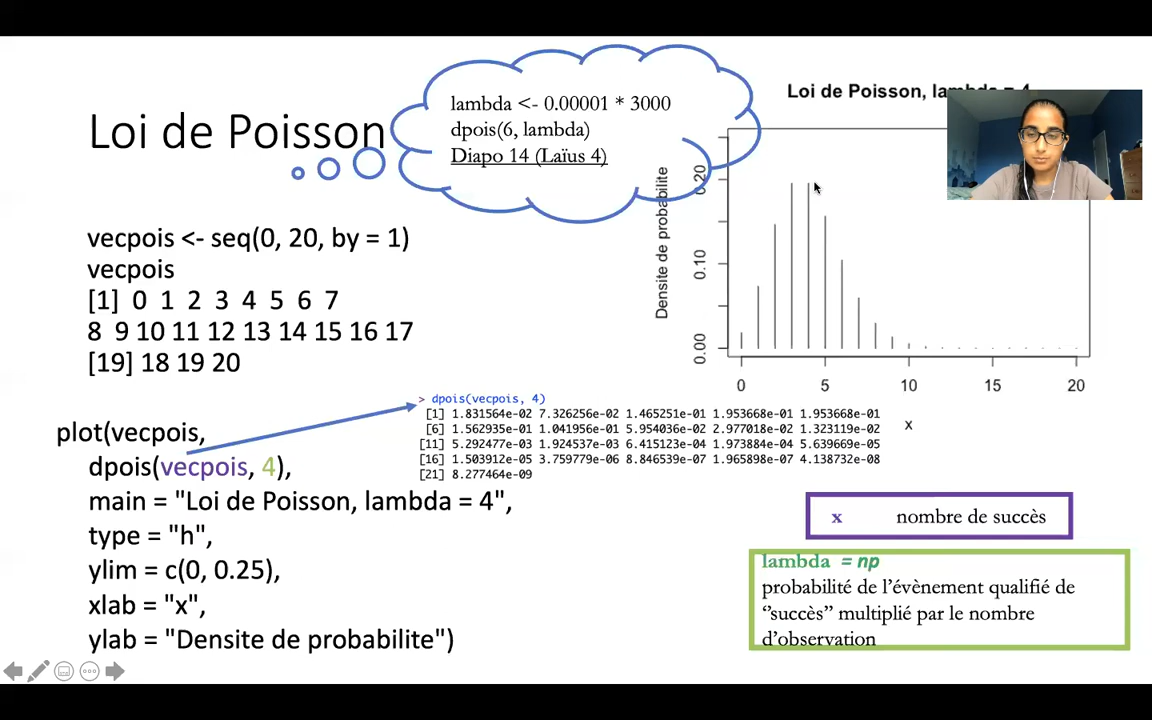 Loi de Poisson
lambda <- 0.00001 * 3000
dpois(6, lambda)
Diapo 14 (Laïus 4)
vecpois <- seq(0, 20, by = 1)
vecpois
[1] 0 1 2 3 4 5 6 7
8 9 10 11 12 13 14 15 16 17
[19] 18 19 20
plot(vecpois,
dpois(vecpois, 4),
main = "Loi de Poisson, lambda = 4",
type = "h",
ylim = c(0, 0.25),
xlab = "x",
ylab = "Densite de probabilite")
Loi de Poisson, lambda = 4
Densite de probabilite
0.20
0.10
0.00
0 5 10 15 20
x
> dpois(vecpois, 4)
[1] 1.831564e-02 7.326256e-02 1.465251e-01 1.953668e-01 1.953668e-01
[6] 1.562935e-01 1.041956e-01 5.954036e-02 2.977018e-02 1.323119e-02
[11] 5.292477e-03 1.924537e-03 6.415123e-04 1.973884e-04 5.639669e-05
[16] 1.503912e-05 3.759779e-06 8.846539e-07 1.965898e-07 4.138732e-08
[21] 8.277464e-09
x nombre de succès
lambda = np
probabilité de l’évènement qualifié de
‘’succès’’ multiplié par le nombre
d’observation